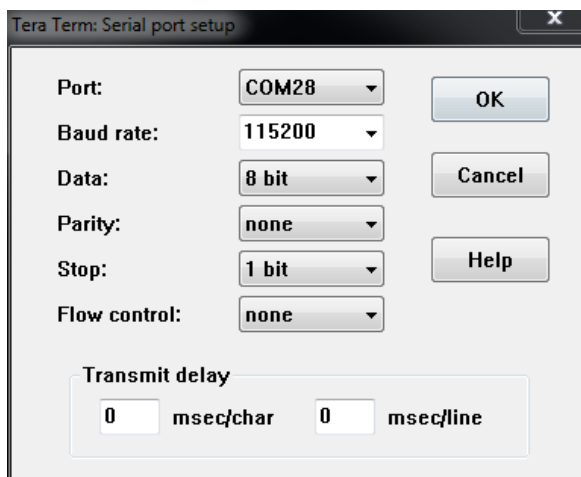 Tera Term: Serial port setup
Port: COM28 OK
Baud rate: 115200
Data: 8 bit Cancel
Parity: none
Stop: 1 bit Help
Flow control: none
Transmit delay
0 msec/char 0 msec/line